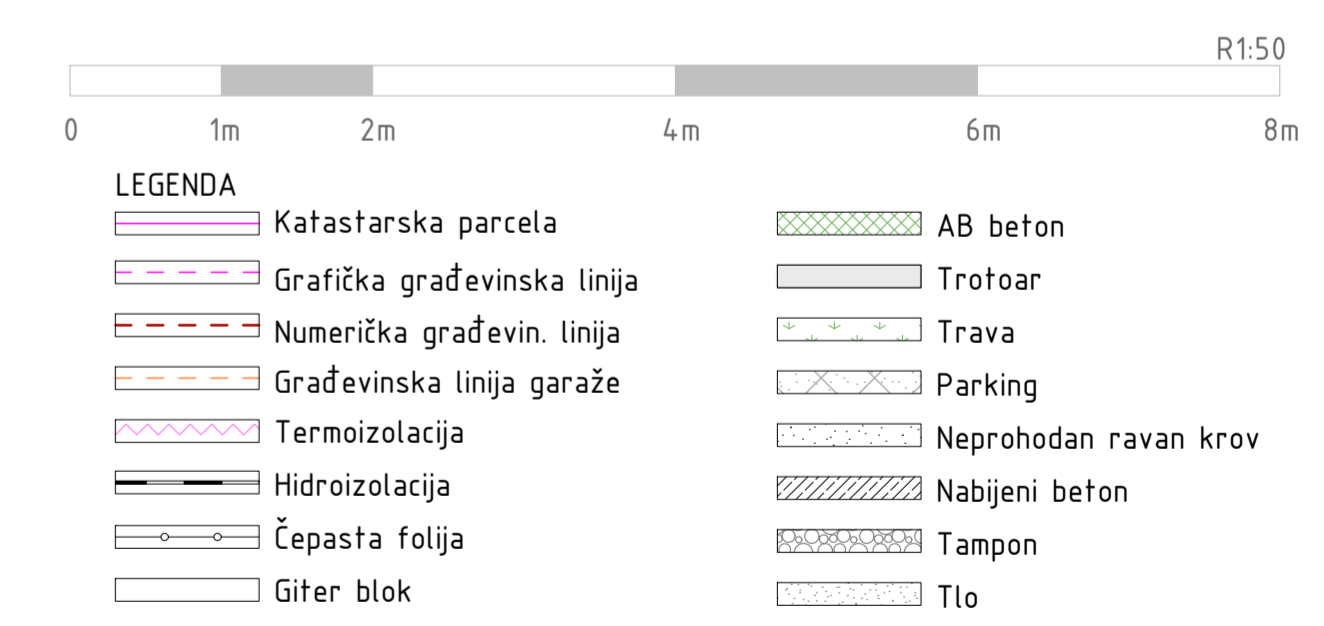 R1:50
0 1m 2m 4m 6m 8m
LEGENDA
Katastarska parcela
Grafička građevinska linija
Numerička građevin. linija
Građevinska linija garaže
Termoizolacija
Hidroizolacija
Čepasta folija
Giter blok
AB beton
Trotoar
Trava
Parking
Neprohodan ravan krov
Nabijeni beton
Tampon
Tlo